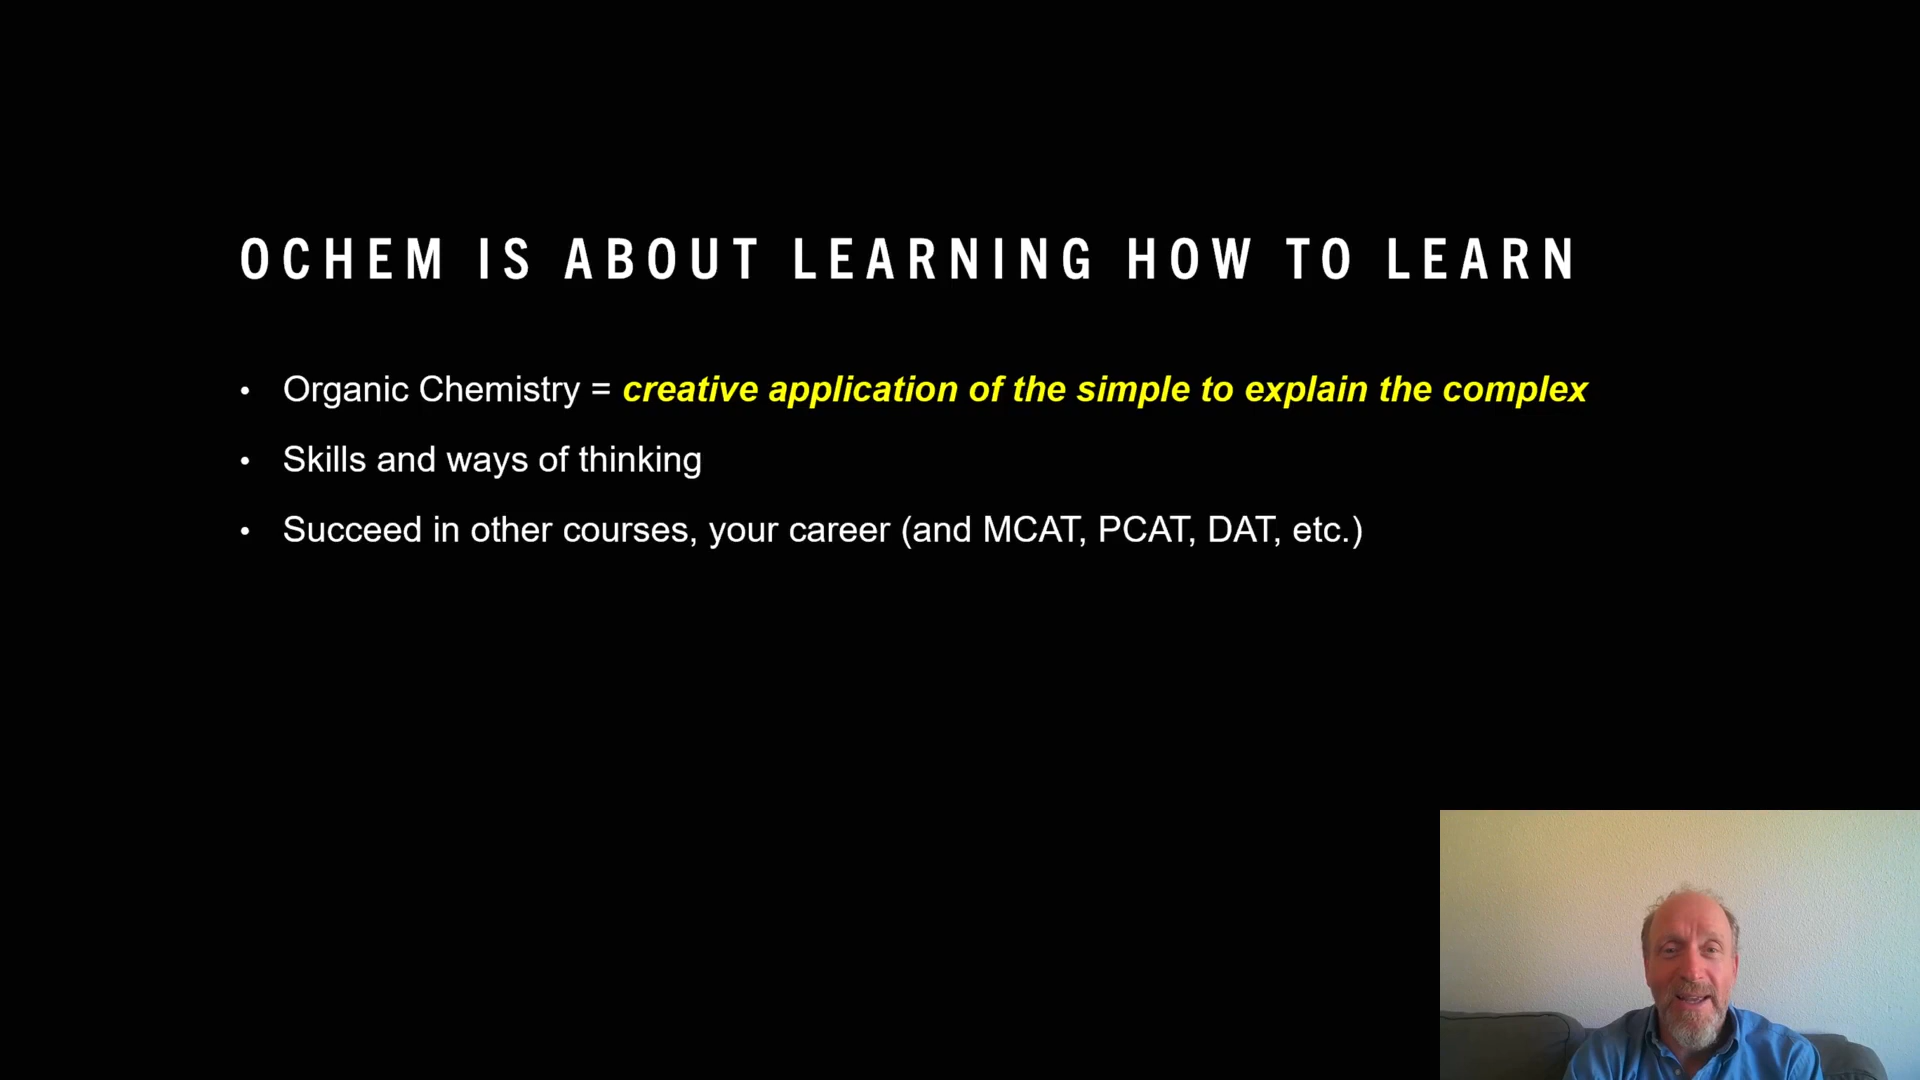 OCHEM IS ABOUT LEARNING HOW TO LEARN
• Organic Chemistry = creative application of the simple to explain the complex
• Skills and ways of thinking
• Succeed in other courses, your career (and MCAT, PCAT, DAT, etc.)